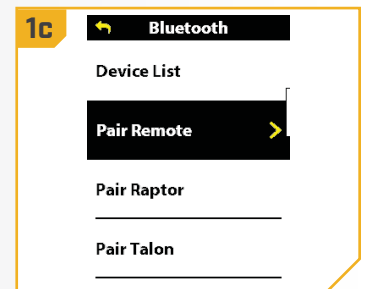 1c
Bluetooth
Device List
Pair Remote
Pair Raptor
Pair Talon